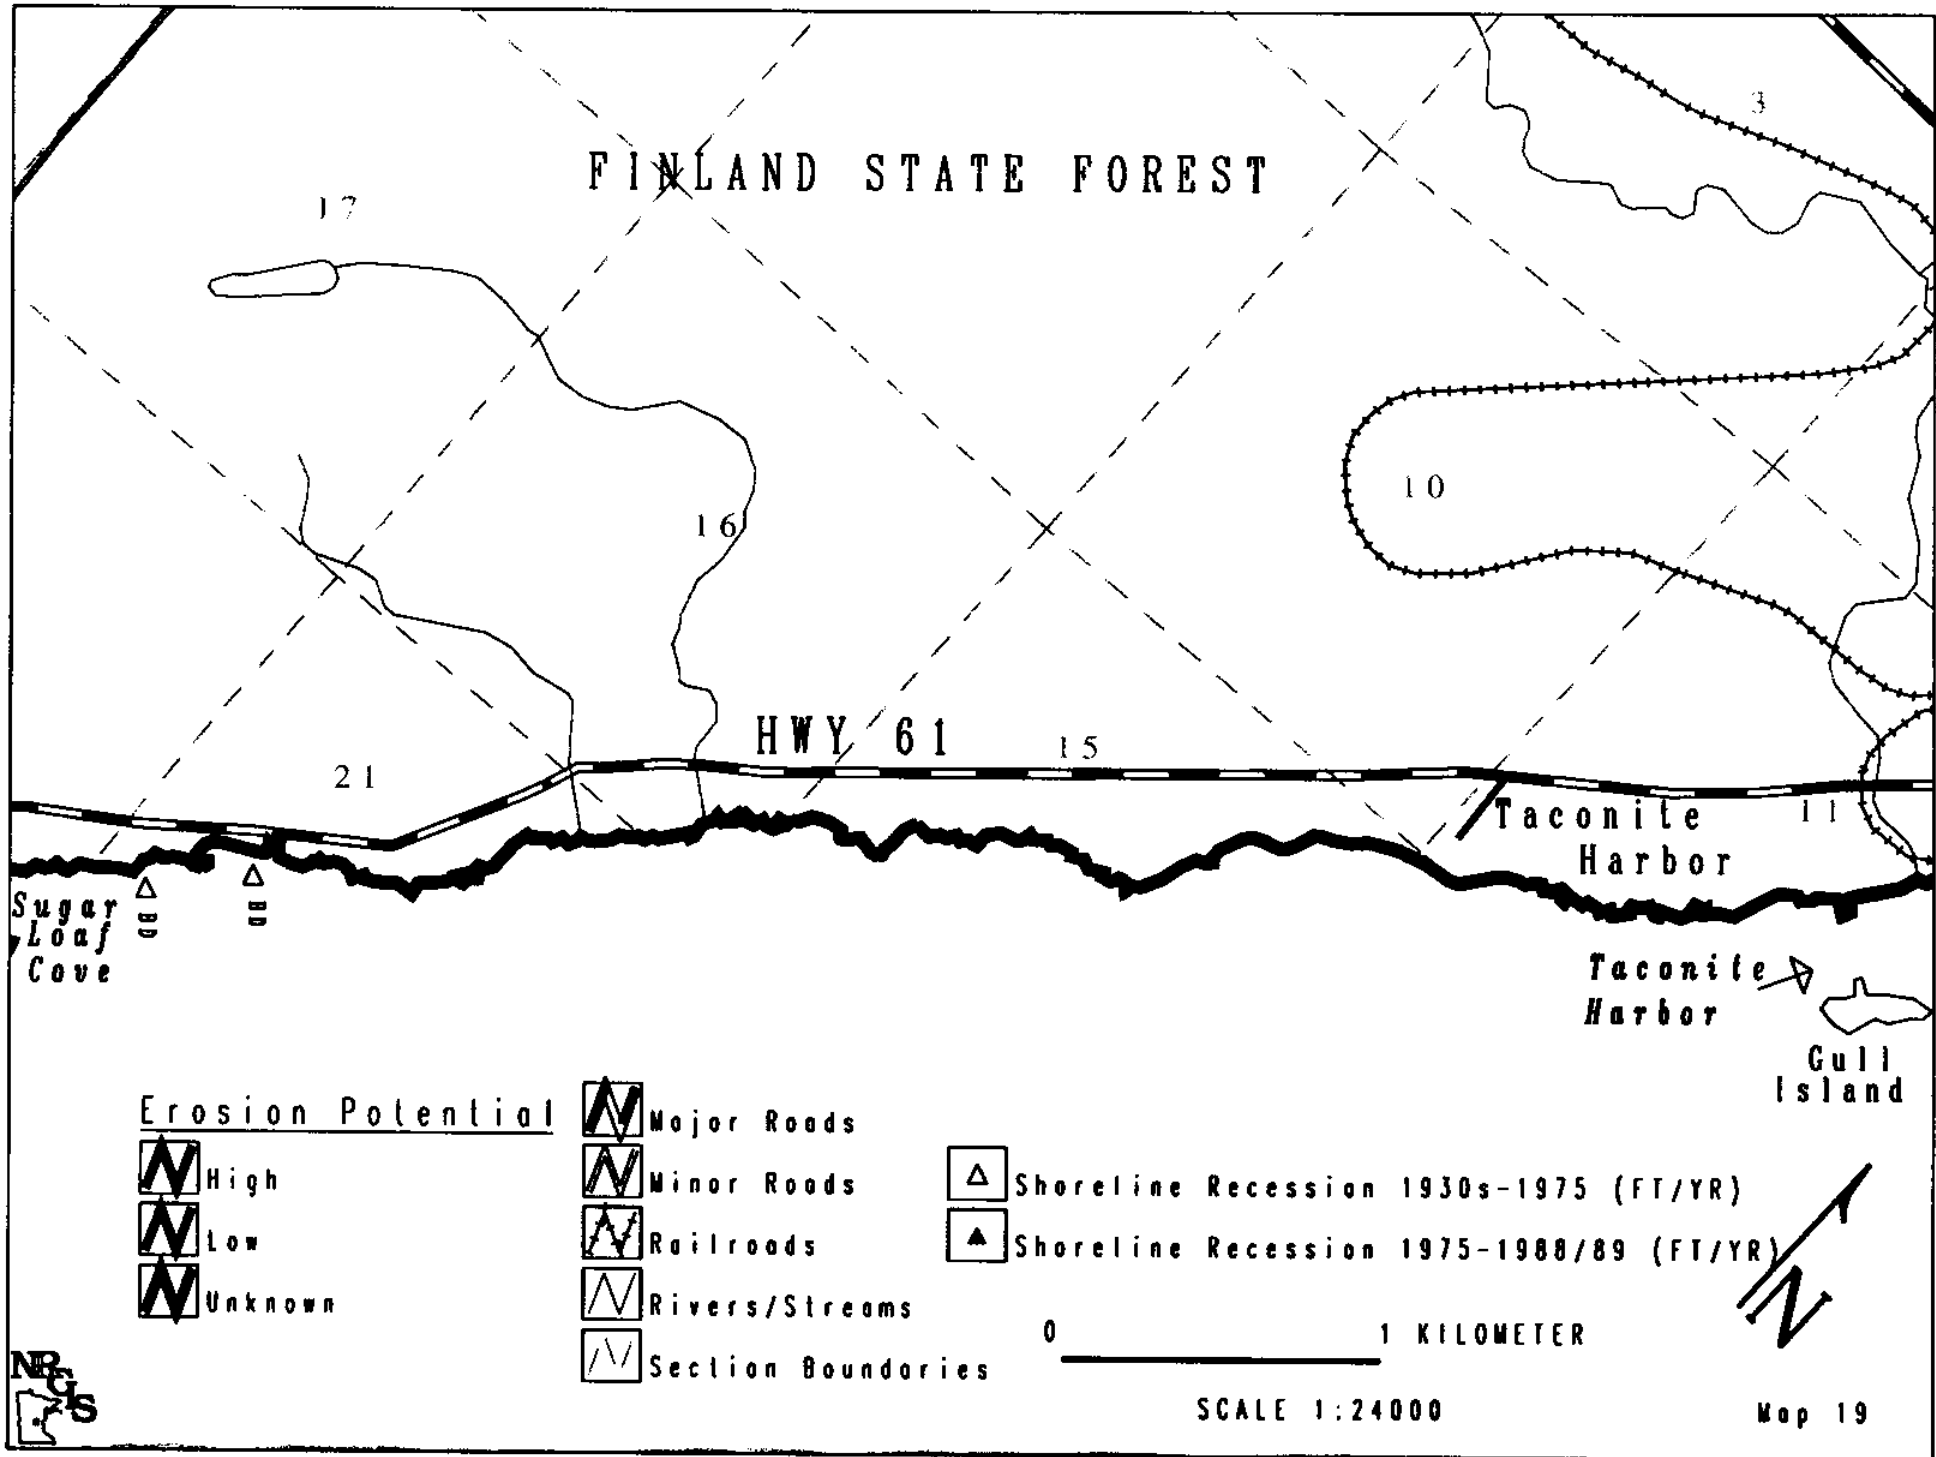 3
FINLAND STATE FOREST
17
10
16
HWY 61
15
21
Taconite
Harbor
11
Sugar
Loaf
Cove
Taconite
Harbor
Gull
Island
Erosion Potential
High
Low
Unknown
Major Roads
Minor Roads
Railroads
Rivers/Streams
Section Boundaries
Shoreline Recession 1930s-1975 (FT/YR)
Shoreline Recession 1975-1988/89 (FT/YR)
N
0 1 KILOMETER
SCALE 1:24000
Map 19